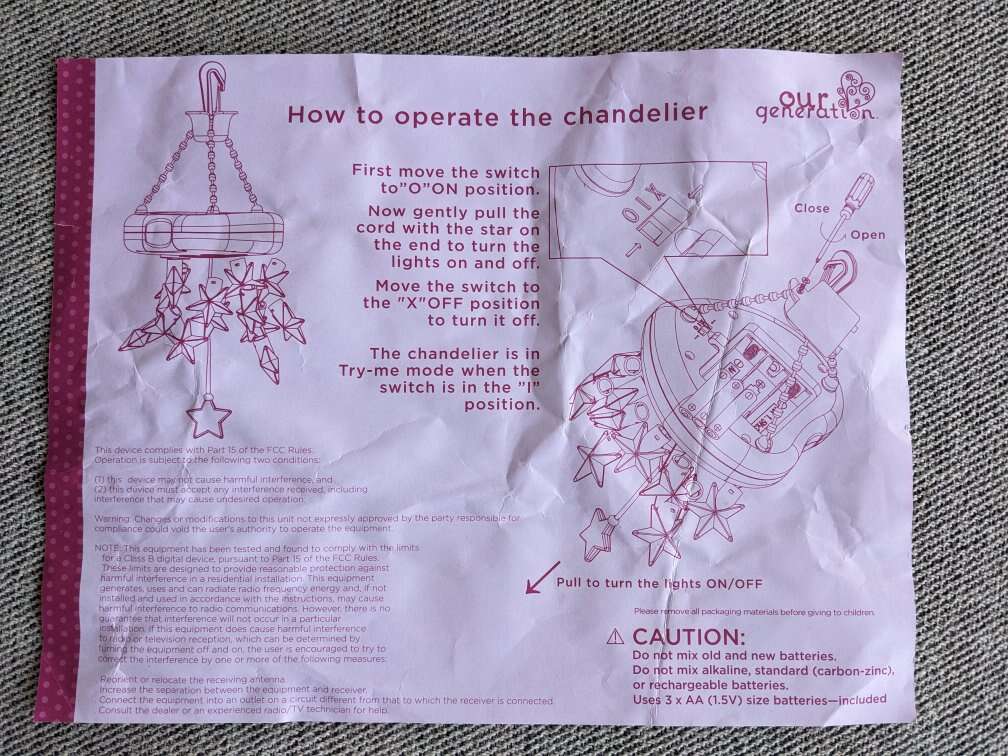 How to operate the chandelier
our
generation
First move the switch
to"O"ON position.
Now gently pull the
cord with the star on
the end to turn the
lights on and off.
Move the switch to
the "X"OFF position
to turn it off.
The chandelier is in
Try-me mode when the
switch is in the "I"
position.
O I X
Close
Open
This device complies with Part 15 of the FCC Rules.
Operation is subject to the following two conditions:
(1) this device may not cause harmful interference, and
(2) this device must accept any interference received, including
interference that may cause undesired operation.
Warning: Changes or modifications to this unit not expressly approved by the party responsible for
compliance could void the user's authority to operate the equipment.
NOTE: This equipment has been tested and found to comply with the limits
for a Class B digital device, pursuant to Part 15 of the FCC Rules.
These limits are designed to provide reasonable protection against
harmful interference in a residential installation. This equipment
generates, uses and can radiate radio frequency energy and, if not
installed and used in accordance with the instructions, may cause
harmful interference to radio communications. However, there is no
guarantee that interference will not occur in a particular
installation. If this equipment does cause harmful interference
to radio or television reception, which can be determined by
turning the equipment off and on, the user is encouraged to try to
correct the interference by one or more of the following measures:
Reorient or relocate the receiving antenna.
Increase the separation between the equipment and receiver.
Connect the equipment into an outlet on a circuit different from that to which the receiver is connected.
Consult the dealer or an experienced radio/TV technician for help.
Pull to turn the lights ON/OFF
Please remove all packaging materials before giving to children.
⚠ CAUTION:
Do not mix old and new batteries.
Do not mix alkaline, standard (carbon-zinc),
or rechargeable batteries.
Uses 3 x AA (1.5V) size batteries—included